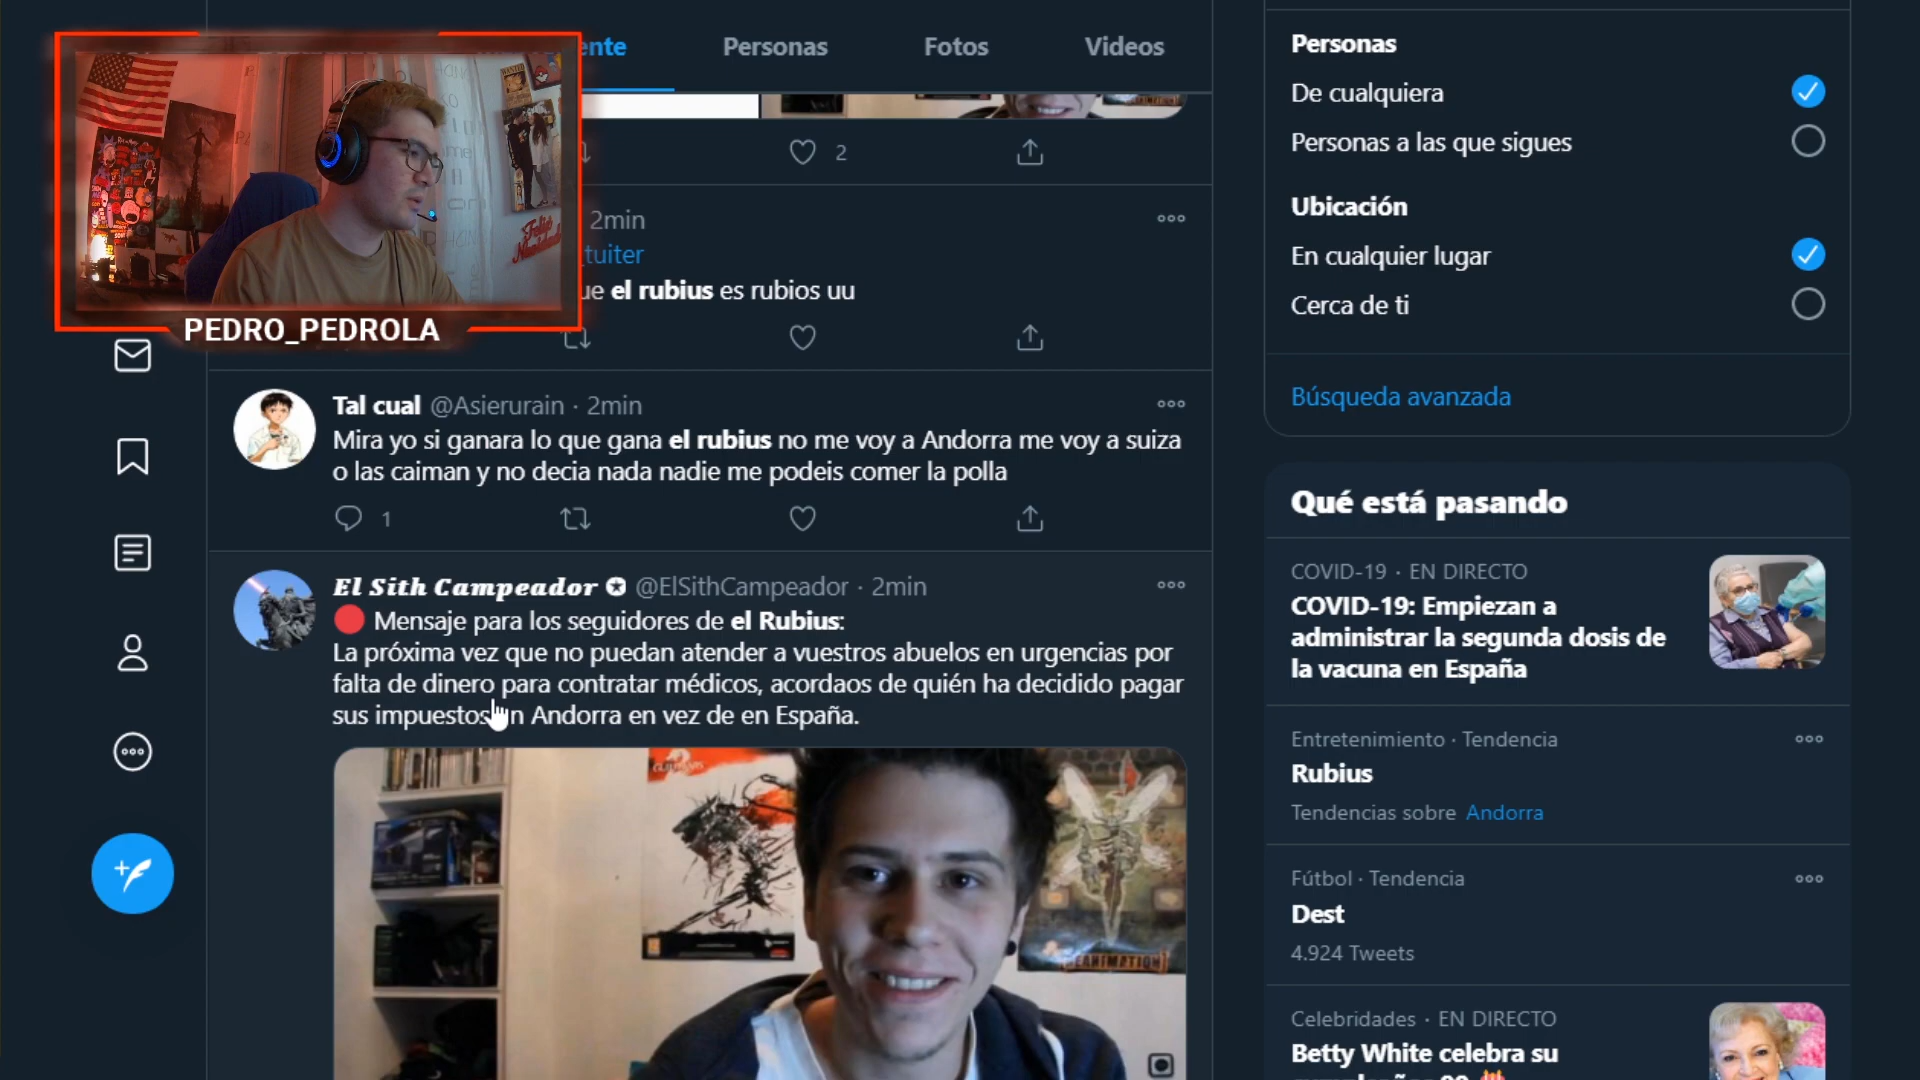 ente
Personas
Fotos
Videos
2
2min
_tuiter
ue el rubius es rubios uu
PEDRO_PEDROLA
Tal cual @Asierurain · 2min
Mira yo si ganara lo que gana el rubius no me voy a Andorra me voy a suiza
o las caiman y no decia nada nadie me podeis comer la polla
1
El Sith Campeador @ElSithCampeador · 2min
Mensaje para los seguidores de el Rubius:
La próxima vez que no puedan atender a vuestros abuelos en urgencias por
falta de dinero para contratar médicos, acordaos de quién ha decidido pagar
sus impuestos n Andorra en vez de en España.
Personas
De cualquiera
Personas a las que sigues
Ubicación
En cualquier lugar
Cerca de ti
Búsqueda avanzada
Qué está pasando
COVID-19 · EN DIRECTO
COVID-19: Empiezan a
administrar la segunda dosis de
la vacuna en España
Entretenimiento · Tendencia
Rubius
Tendencias sobre Andorra
Fútbol · Tendencia
Dest
4.924 Tweets
Celebridades · EN DIRECTO
Betty White celebra su